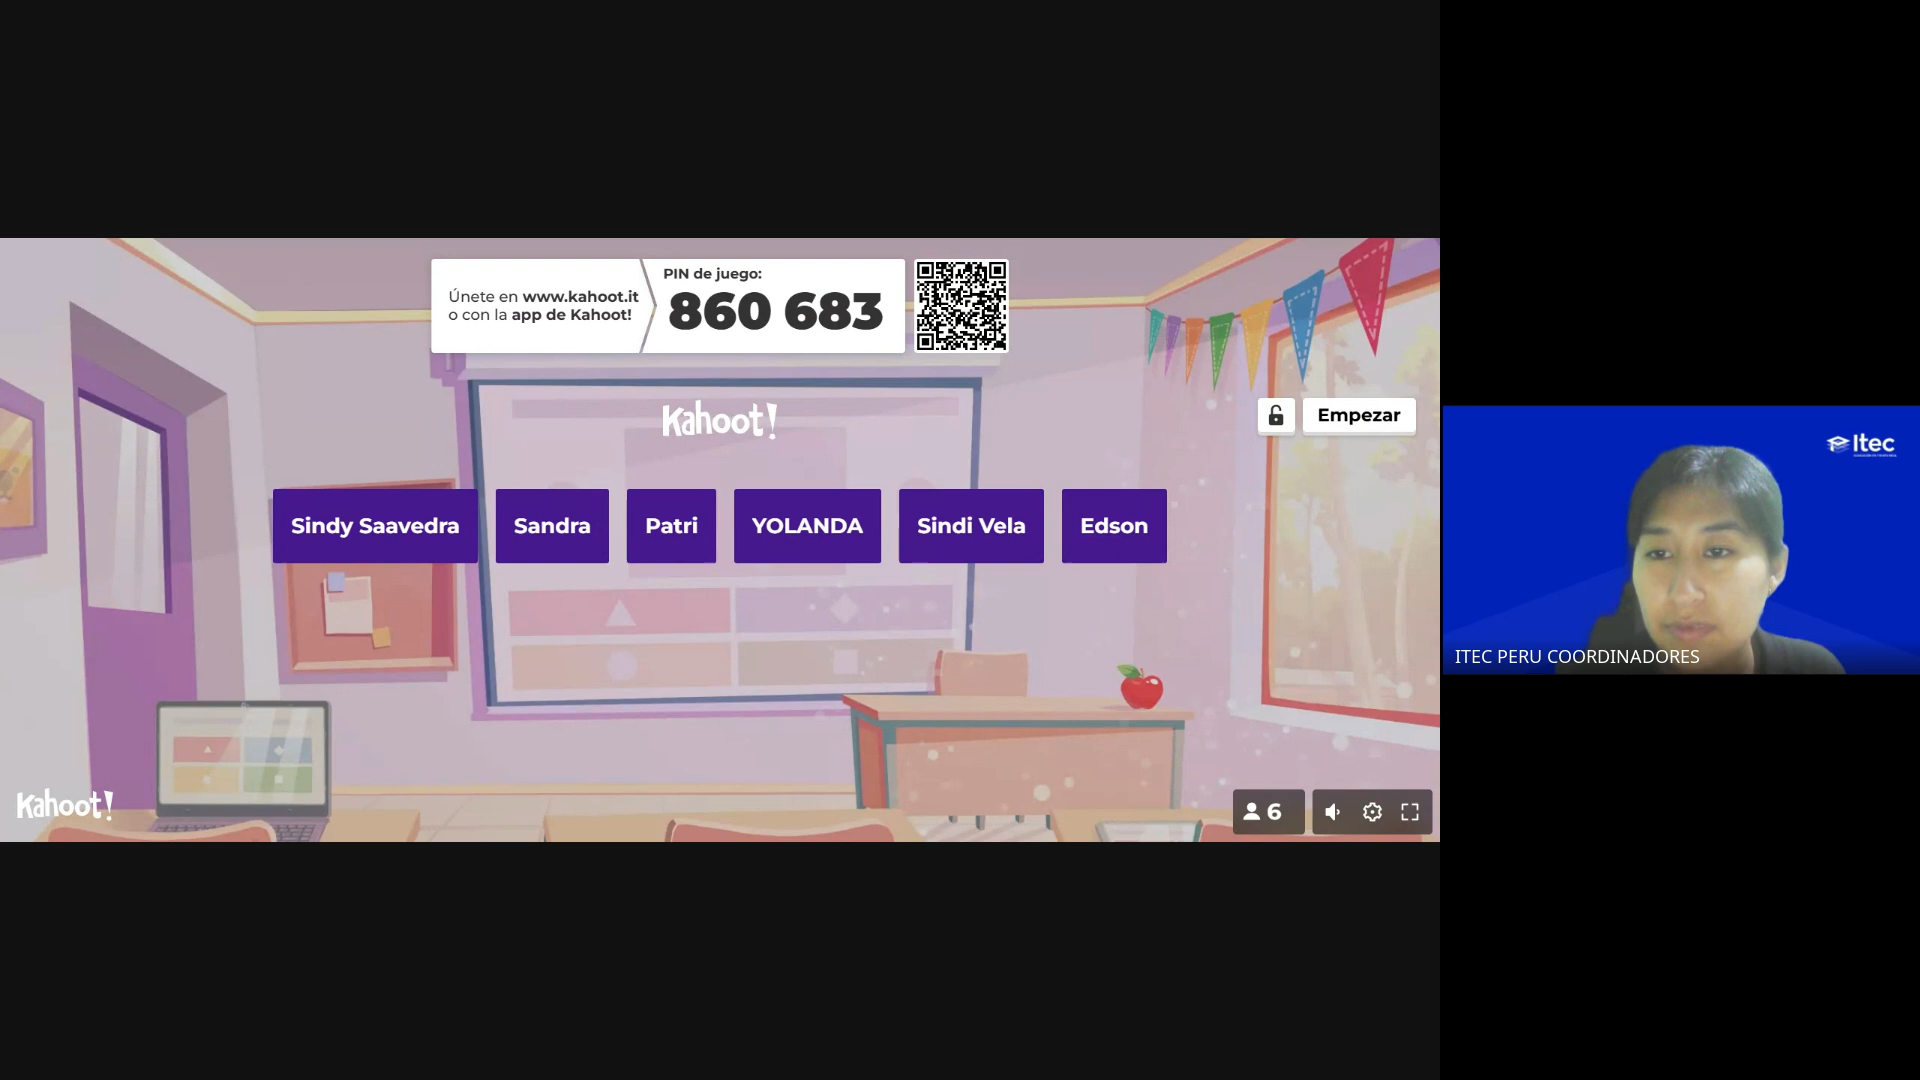 Únete en www.kahoot.it
o con la app de Kahoot!
PIN de juego:
860 683
Kahoot!
Empezar
Sindy Saavedra
Sandra
Patri
YOLANDA
Sindi Vela
Edson
Itec
ITEC PERU COORDINADORES
Kahoot!
6